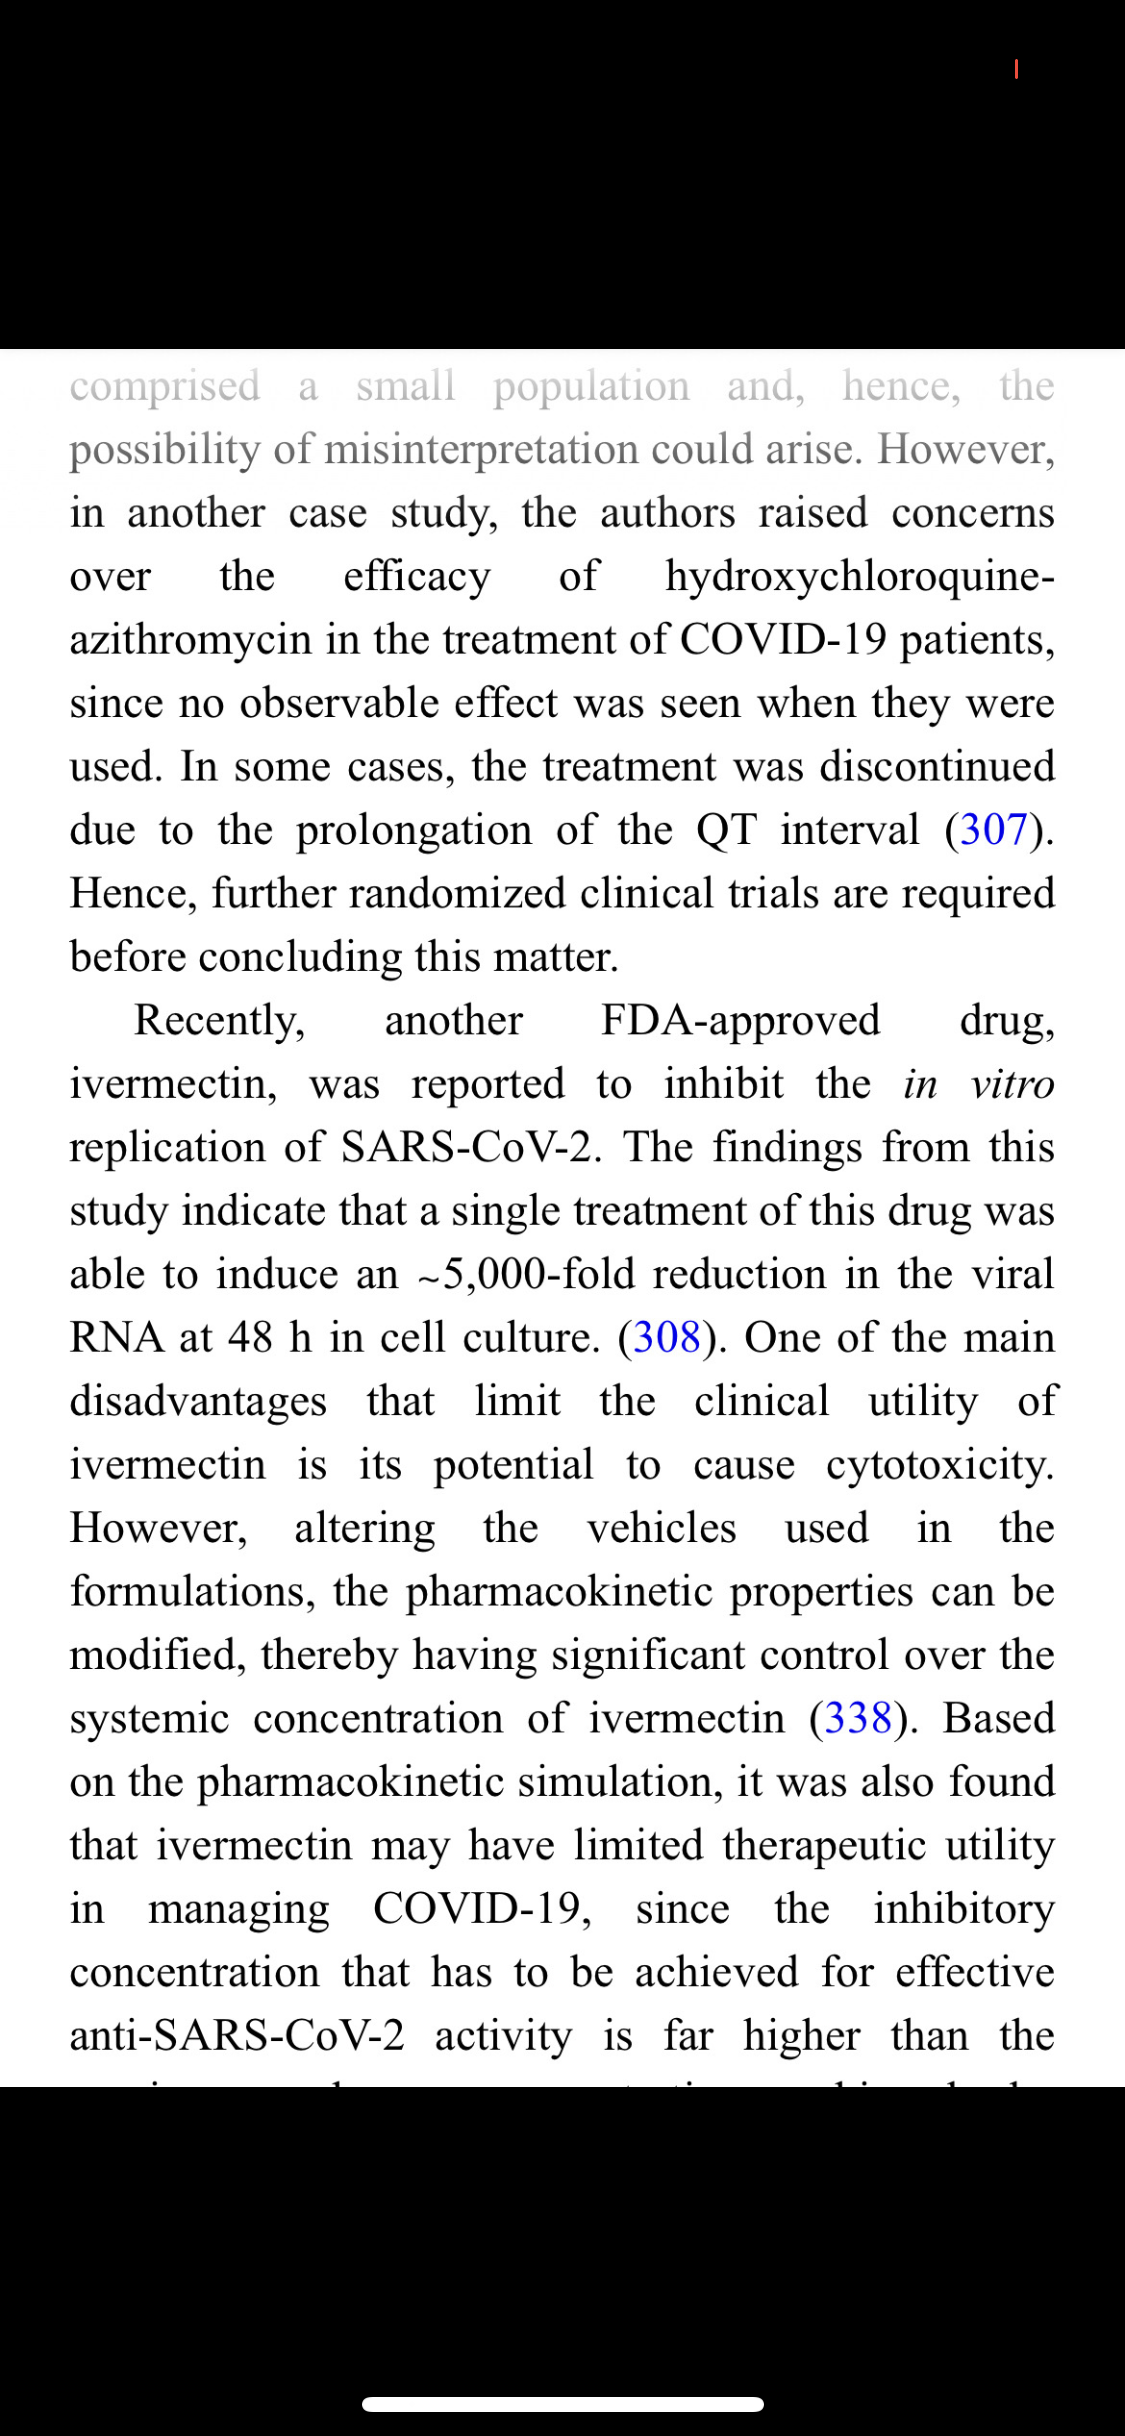 comprised a small population and, hence, the
possibility of misinterpretation could arise. However,
in another case study, the authors raised concerns
over the efficacy of hydroxychloroquine-
azithromycin in the treatment of COVID-19 patients,
since no observable effect was seen when they were
used. In some cases, the treatment was discontinued
due to the prolongation of the QT interval (307).
Hence, further randomized clinical trials are required
before concluding this matter.
Recently, another FDA-approved drug,
ivermectin, was reported to inhibit the in vitro
replication of SARS-CoV-2. The findings from this
study indicate that a single treatment of this drug was
able to induce an ~5,000-fold reduction in the viral
RNA at 48 h in cell culture. (308). One of the main
disadvantages that limit the clinical utility of
ivermectin is its potential to cause cytotoxicity.
However, altering the vehicles used in the
formulations, the pharmacokinetic properties can be
modified, thereby having significant control over the
systemic concentration of ivermectin (338). Based
on the pharmacokinetic simulation, it was also found
that ivermectin may have limited therapeutic utility
in managing COVID-19, since the inhibitory
concentration that has to be achieved for effective
anti-SARS-CoV-2 activity is far higher than the